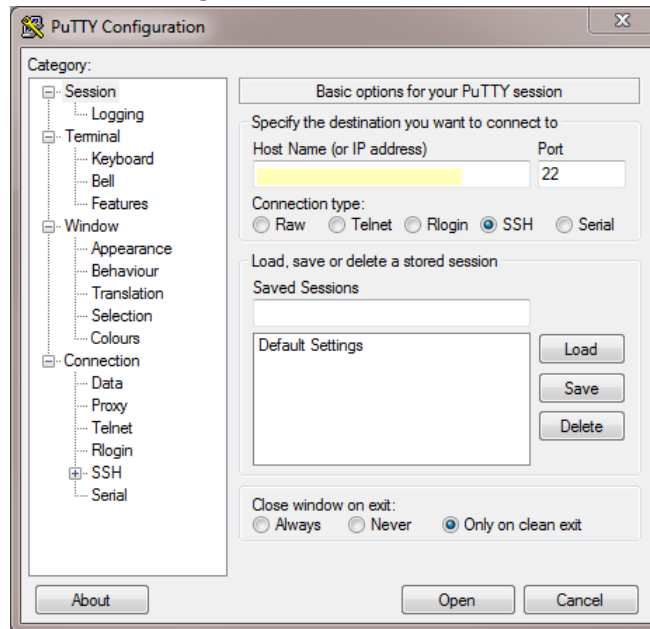 PuTTY Configuration
Category:
Session
Logging
Terminal
Keyboard
Bell
Features
Window
Appearance
Behaviour
Translation
Selection
Colours
Connection
Data
Proxy
Telnet
Rlogin
SSH
Serial
Basic options for your PuTTY session
Specify the destination you want to connect to
Host Name (or IP address) Port
22
Connection type:
Raw Telnet Rlogin SSH Serial
Load, save or delete a stored session
Saved Sessions
Default Settings
Load
Save
Delete
Close window on exit:
Always Never Only on clean exit
About Open Cancel